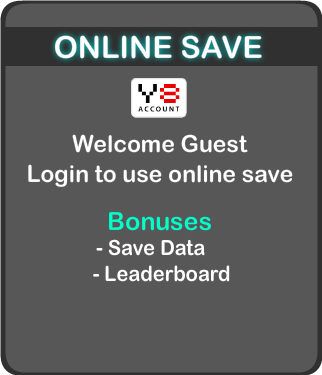 ONLINE SAVE
Y8
ACCOUNT
Welcome Guest
Login to use online save
Bonuses
- Save Data
- Leaderboard